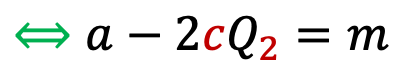 ⟺ a − 2cQ₂ = m